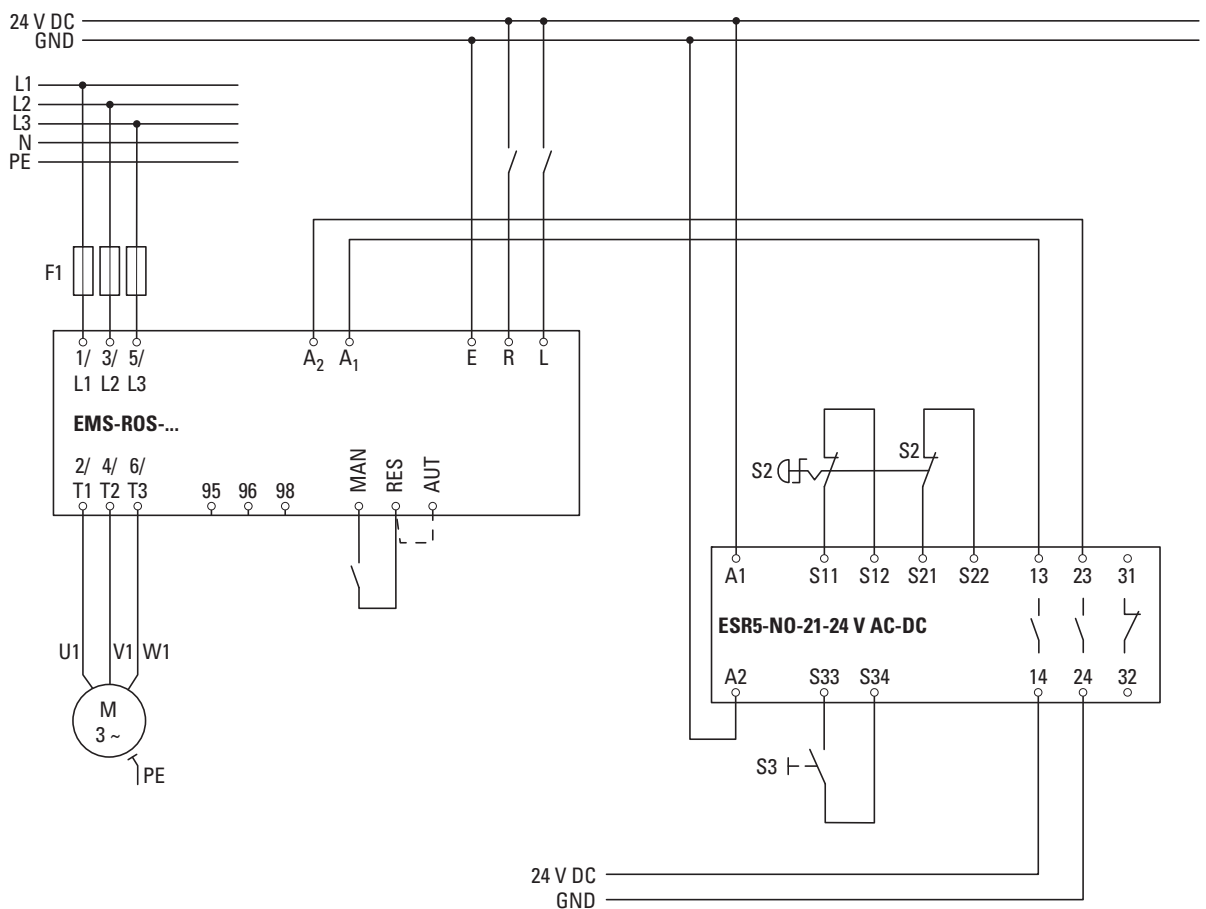 24 V DC
GND
L1
L2
L3
N
PE
F1
1/ 3/ 5/ A2 A1 E R L
L1 L2 L3
EMS-ROS-...
2/ 4/ 6/
T1 T2 T3 95 96 98 MAN RES AUT
S2 S2
A1 S11 S12 S21 S22 13 23 31
ESR5-NO-21-24 V AC-DC
A2 S33 S34 14 24 32
U1 V1 W1
M
3 ~
PE
S3
24 V DC
GND